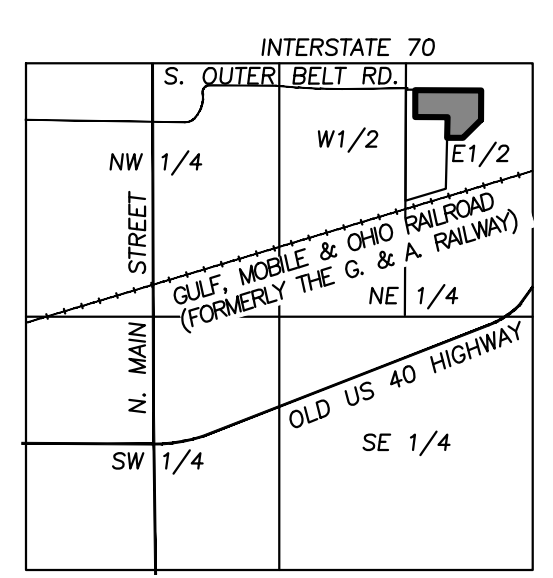 INTERSTATE 70
S. OUTER BELT RD.
W1/2
E1/2
NW 1/4
N. MAIN STREET
GULF, MOBILE & OHIO RAILROAD
(FORMERLY THE G. & A. RAILWAY)
NE 1/4
OLD US 40 HIGHWAY
SW 1/4
SE 1/4